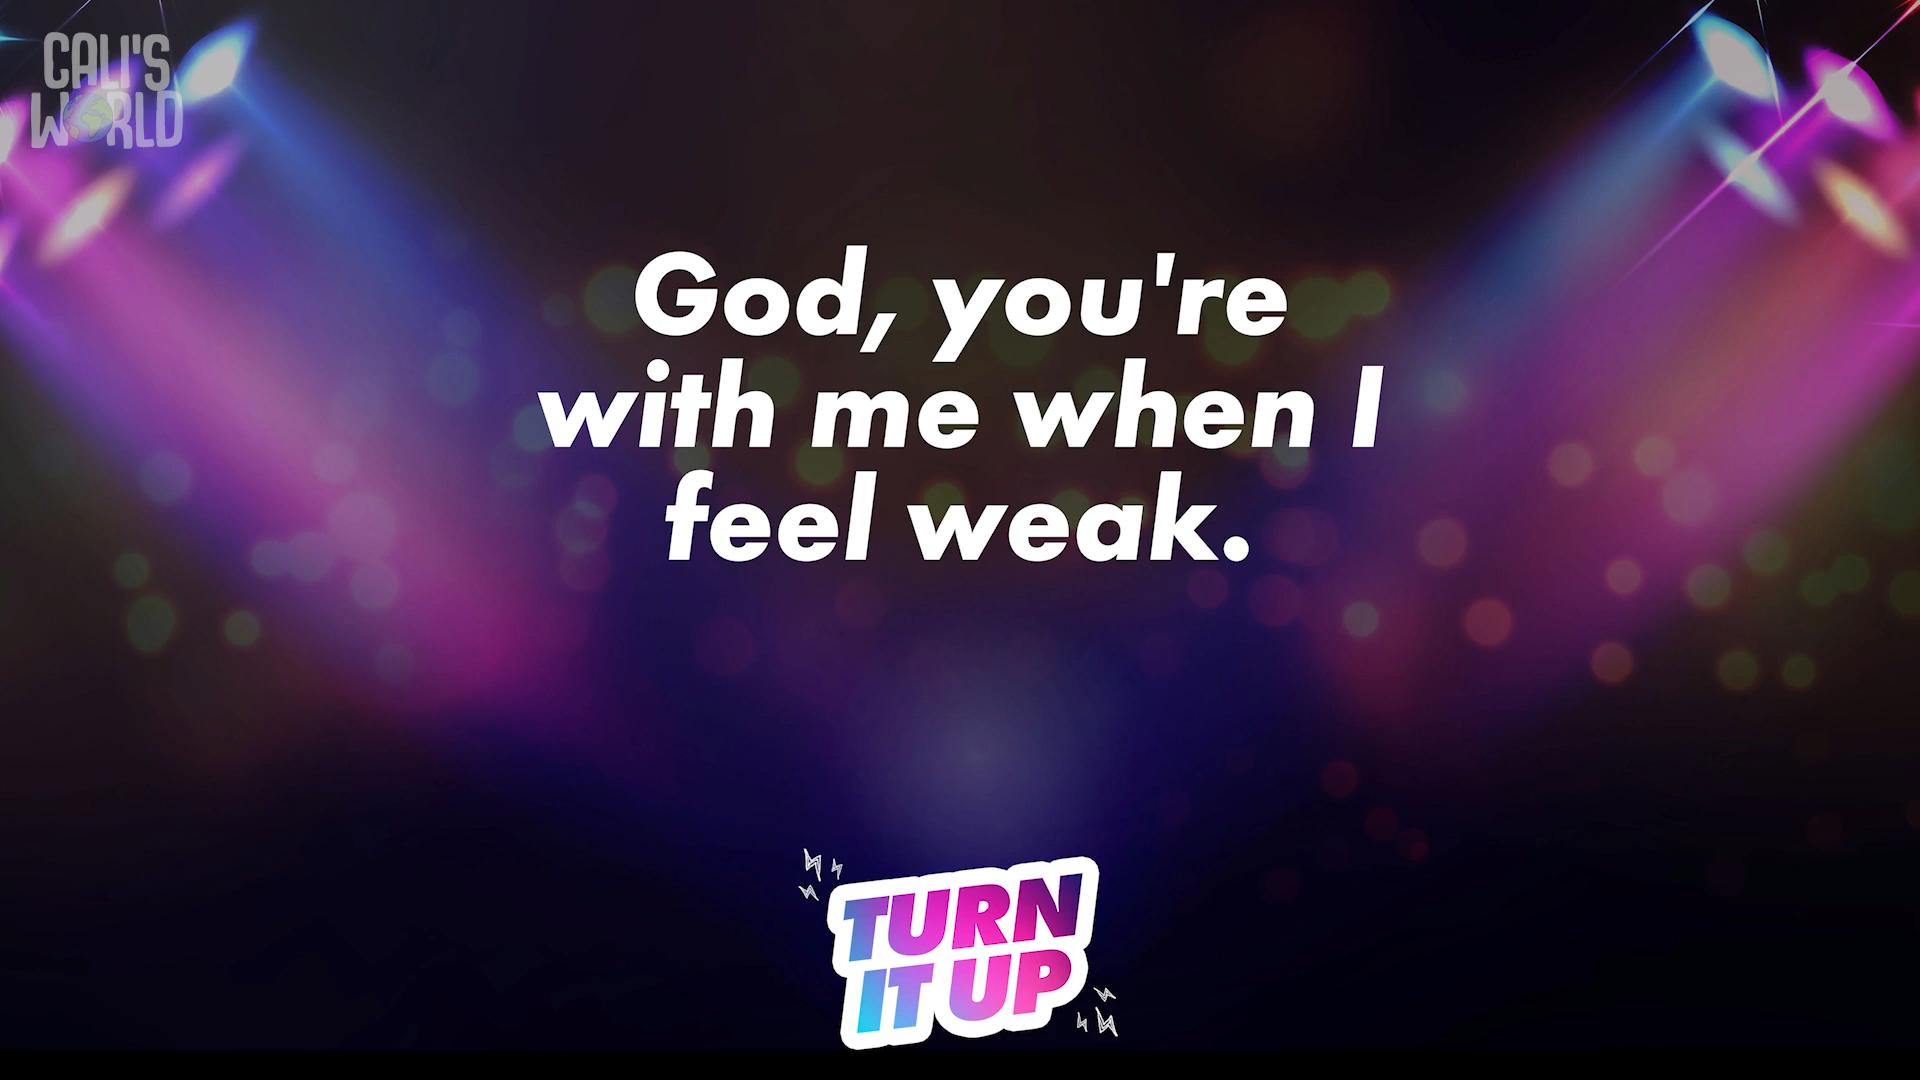 CALI'S
WORLD
God, you're
with me when I
feel weak.
TURN
IT UP